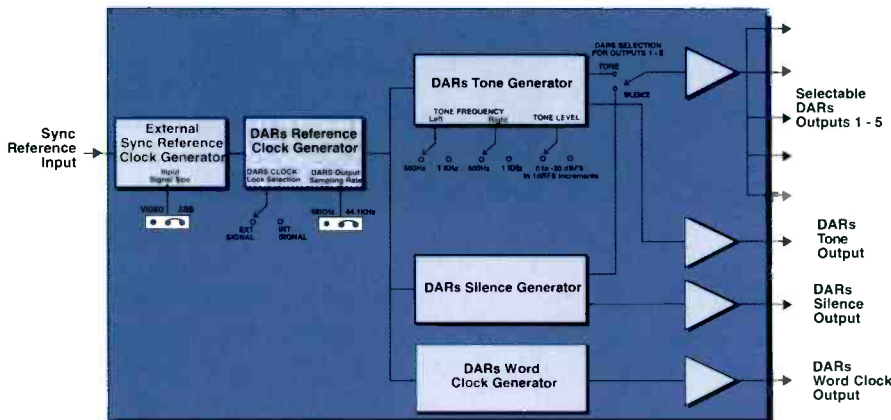 DARS SELECTION
FOR OUTPUTS 1 - 5
TONE
SILENCE
DARs Tone Generator
TONE FREQUENCY
Left
Right
TONE LEVEL
500Hz
1 KHz
500Hz
1 KHz
0 to -20 dBFS
in 1dBFS increments
Selectable
DARs
Outputs 1 - 5
Sync
Reference
Input
External
Sync Reference
Clock Generator
Input
Signal Type
VIDEO
AES
DARs Reference
Clock Generator
DARS CLOCK
Lock Selection
DARS Output
Sampling Rate
EXT
SIGNAL
INT
SIGNAL
48KHz
44.1KHz
DARs
Tone
Output
DARs Silence Generator
DARs
Silence
Output
DARs Word
Clock Generator
DARs
Word Clock
Output